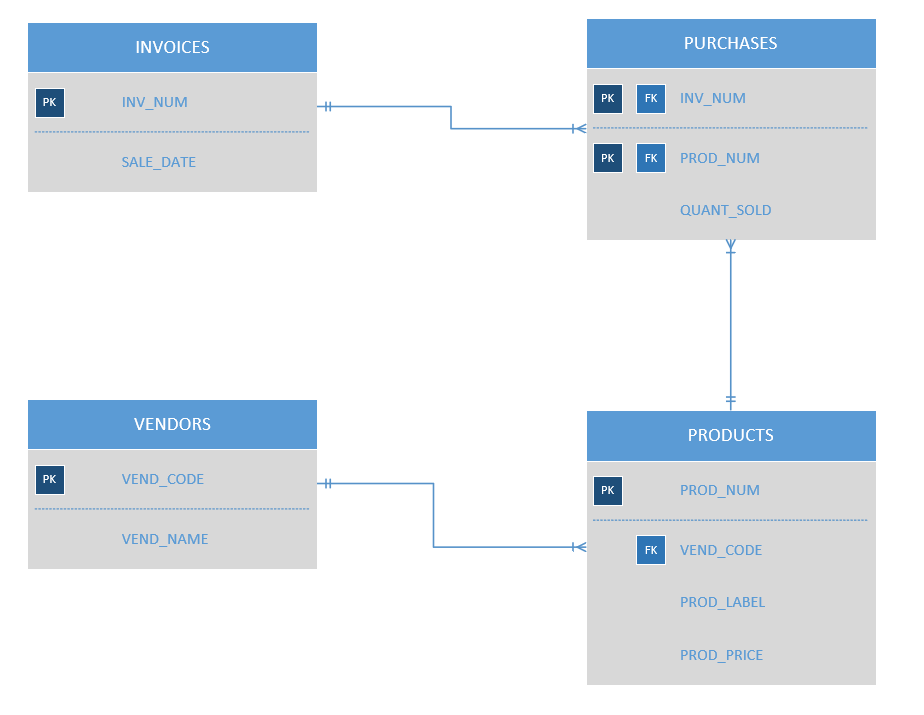 INVOICES
PK INV_NUM
SALE_DATE
PURCHASES
PK FK INV_NUM
PK FK PROD_NUM
QUANT_SOLD
VENDORS
PK VEND_CODE
VEND_NAME
PRODUCTS
PK PROD_NUM
FK VEND_CODE
PROD_LABEL
PROD_PRICE